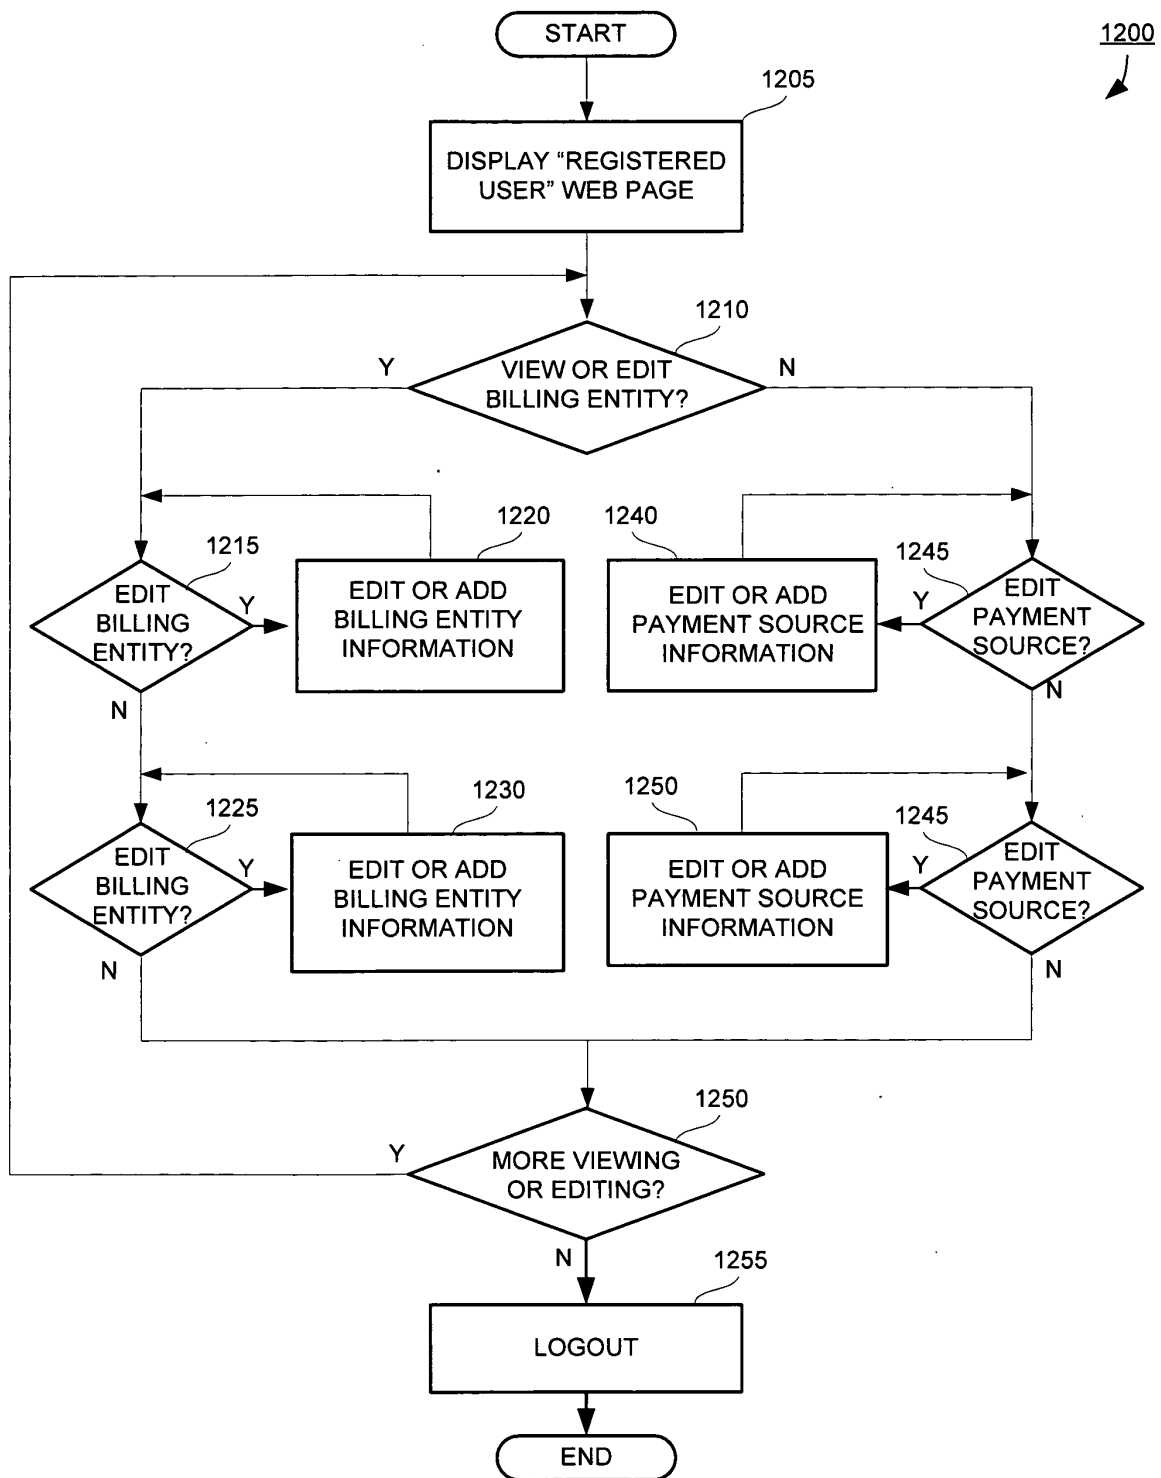 START
1200
1205
DISPLAY “REGISTERED
USER” WEB PAGE
1210
Y
N
VIEW OR EDIT
BILLING ENTITY?
1215
EDIT
BILLING
ENTITY?
Y
N
1220
EDIT OR ADD
BILLING ENTITY
INFORMATION
1240
EDIT OR ADD
PAYMENT SOURCE
INFORMATION
1245
EDIT
PAYMENT
SOURCE?
Y
N
1225
EDIT
BILLING
ENTITY?
Y
N
1230
EDIT OR ADD
BILLING ENTITY
INFORMATION
1250
EDIT OR ADD
PAYMENT SOURCE
INFORMATION
1245
EDIT
PAYMENT
SOURCE?
Y
N
1250
Y
MORE VIEWING
OR EDITING?
N
1255
LOGOUT
END